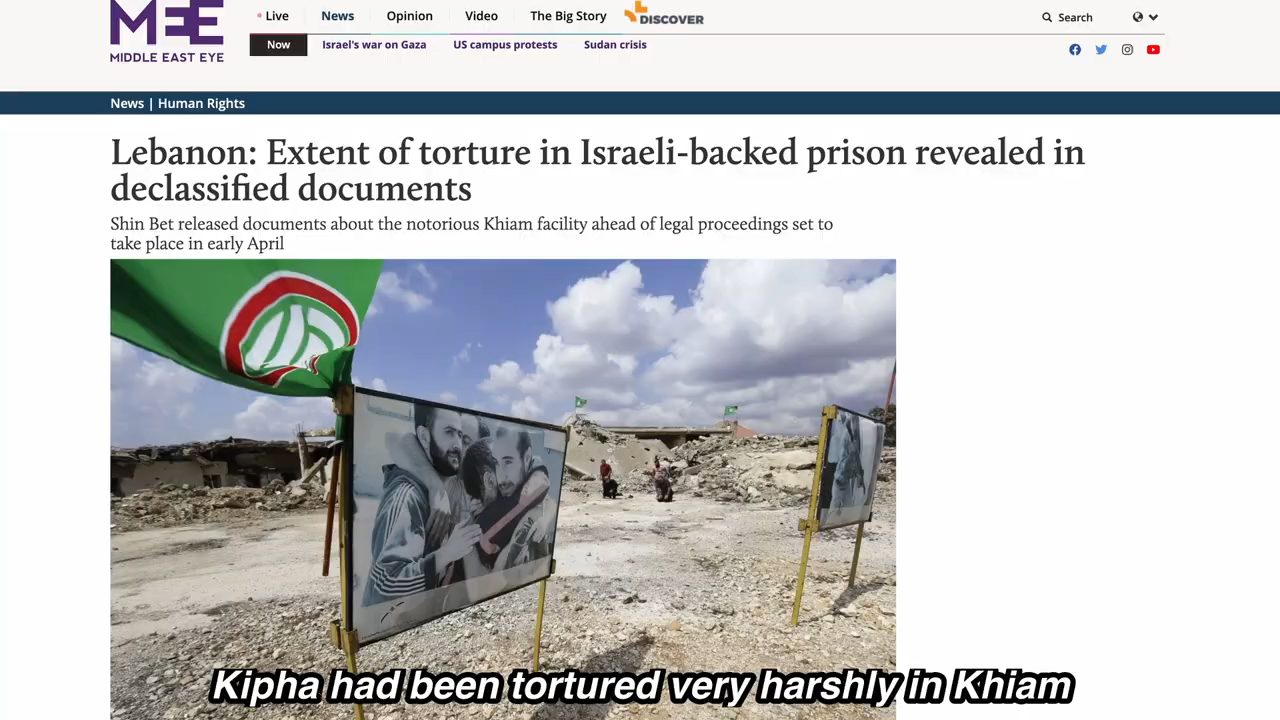 MEE
MIDDLE EAST EYE
Live News Opinion Video The Big Story DISCOVER
Search
Now Israel's war on Gaza US campus protests Sudan crisis
News | Human Rights
Lebanon: Extent of torture in Israeli-backed prison revealed in
declassified documents
Shin Bet released documents about the notorious Khiam facility ahead of legal proceedings set to
take place in early April
Kipha had been tortured very harshly in Khiam